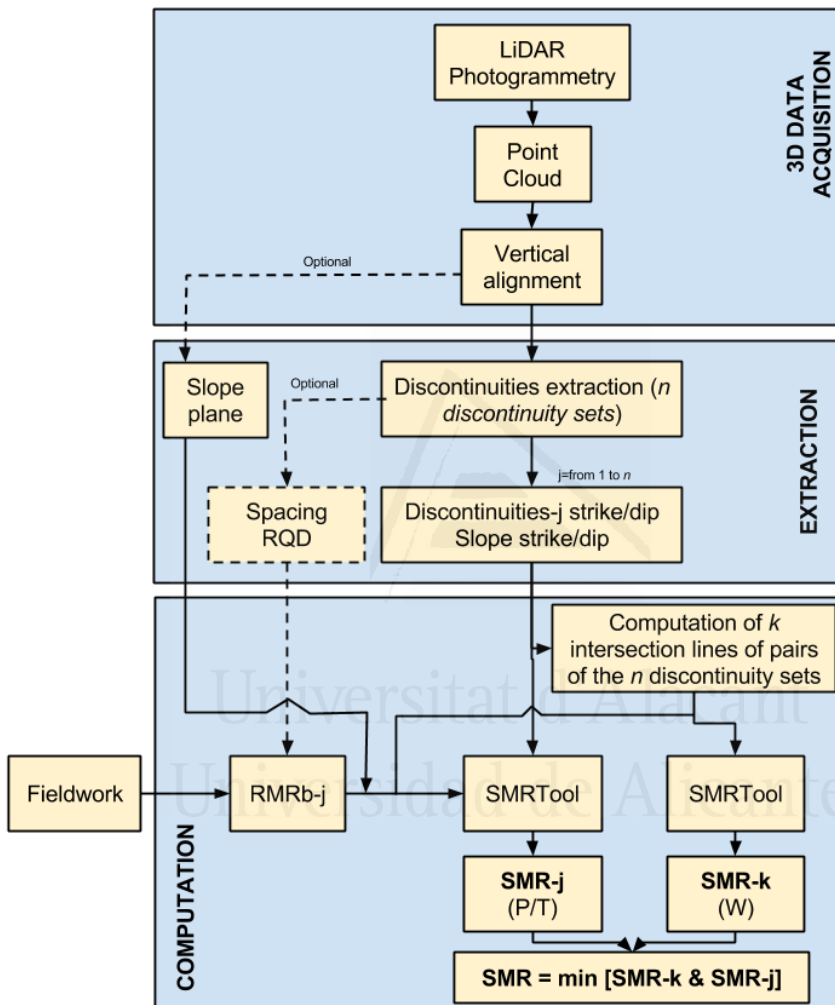 LiDAR
Photogrammetry
Point
Cloud
Vertical
alignment
3D DATA
ACQUISITION
Optional
Slope
plane
Optional
Discontinuities extraction (n
discontinuity sets)
j=from 1 to n
Spacing
RQD
Discontinuities-j strike/dip
Slope strike/dip
EXTRACTION
Computation of k
intersection lines of pairs
of the n discontinuity sets
Universitat d'Alacant
Universidad de Alicante
Fieldwork
RMRb-j
SMRTool
SMRTool
SMR-j
(P/T)
SMR-k
(W)
SMR = min [SMR-k & SMR-j]
COMPUTATION